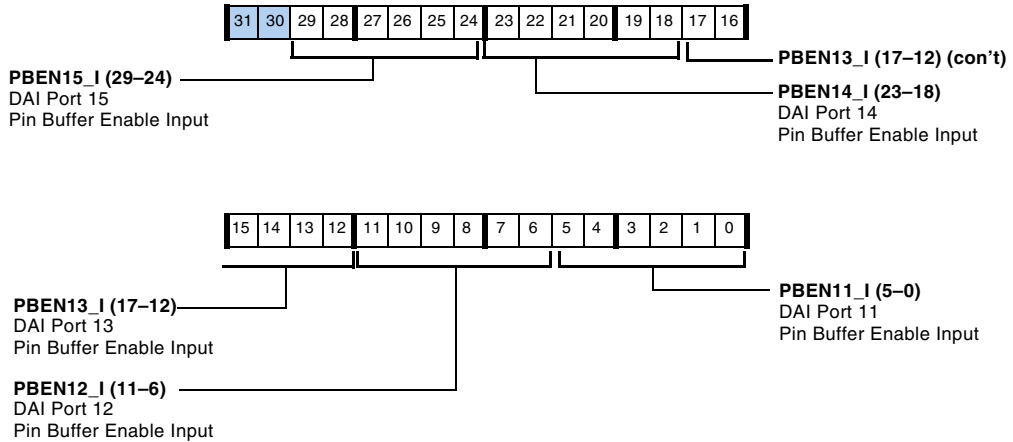 31 30 29 28 27 26 25 24 23 22 21 20 19 18 17 16
PBEN13_I (17–12) (con't)
PBEN15_I (29–24)
DAI Port 15
Pin Buffer Enable Input
PBEN14_I (23–18)
DAI Port 14
Pin Buffer Enable Input
15 14 13 12 11 10 9 8 7 6 5 4 3 2 1 0
PBEN11_I (5–0)
DAI Port 11
Pin Buffer Enable Input
PBEN13_I (17–12)
DAI Port 13
Pin Buffer Enable Input
PBEN12_I (11–6)
DAI Port 12
Pin Buffer Enable Input